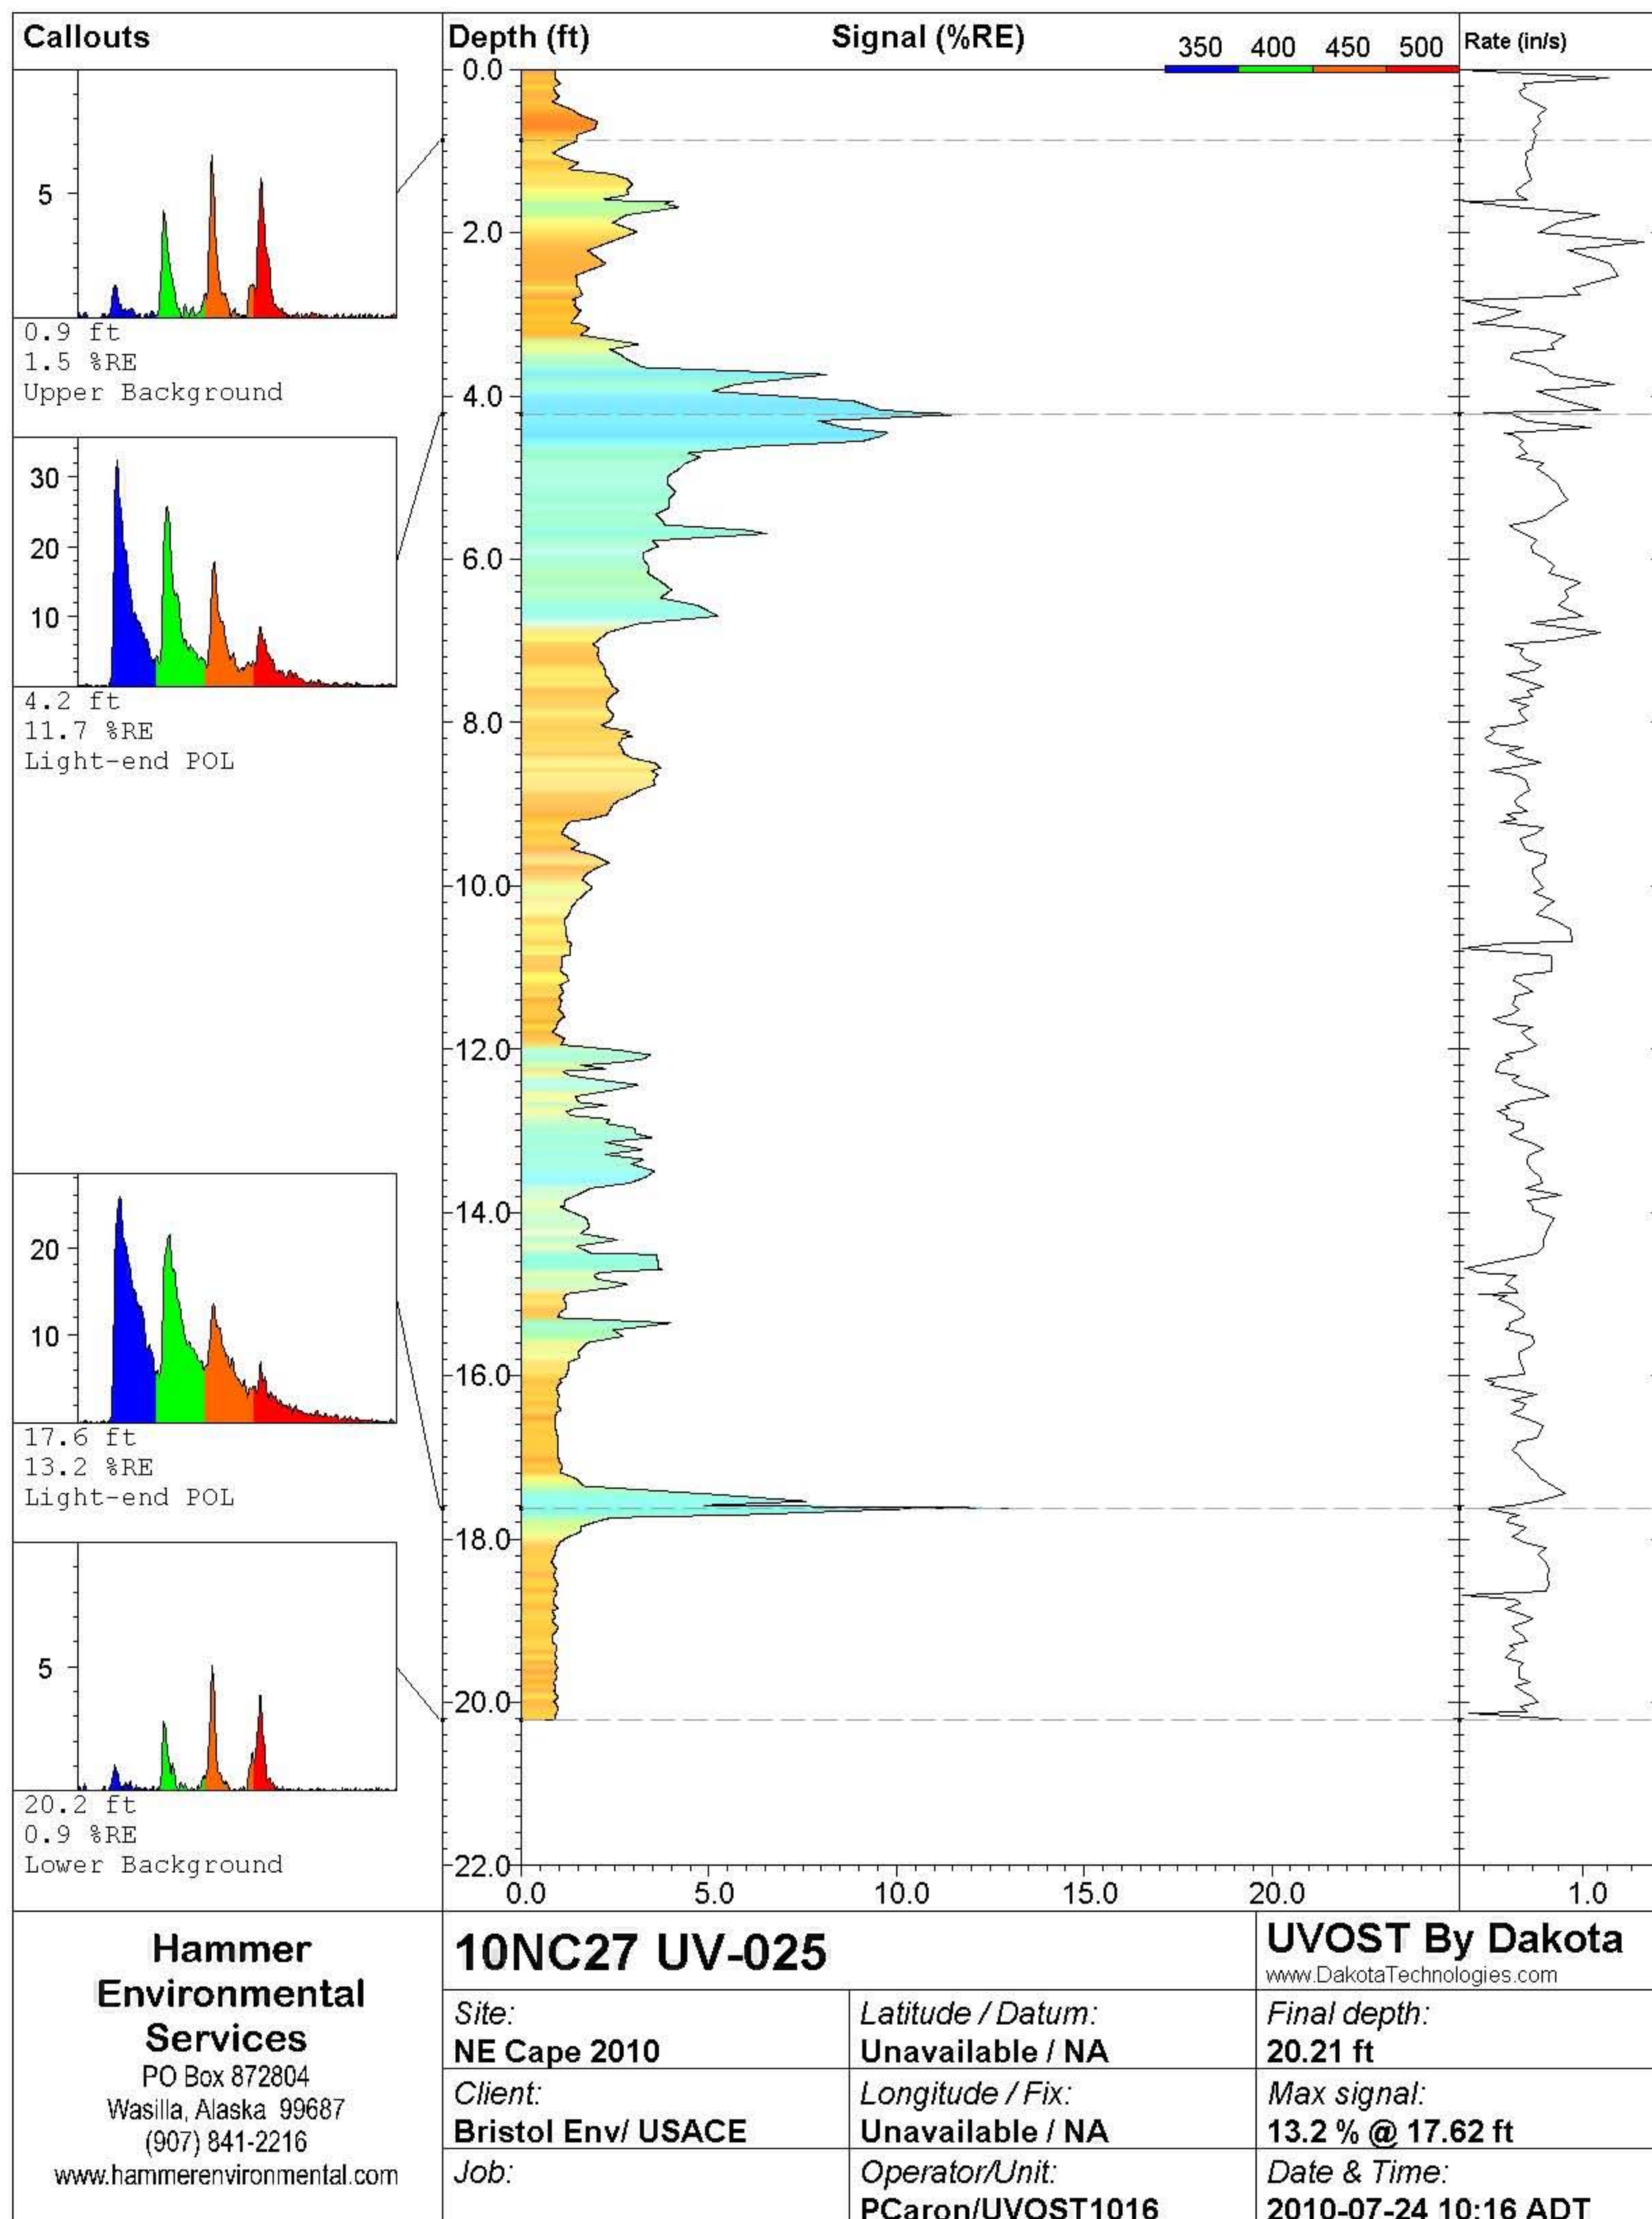 Callouts
Depth (ft)
Signal (%RE)
350 400 450 500
Rate (in/s)
5
0.9 ft
1.5 %RE
Upper Background
30
20
10
4.2 ft
11.7 %RE
Light-end POL
20
10
17.6 ft
13.2 %RE
Light-end POL
5
20.2 ft
0.9 %RE
Lower Background
0.0
2.0
4.0
6.0
8.0
10.0
12.0
14.0
16.0
18.0
20.0
22.0
0.0 5.0 10.0 15.0 20.0
1.0
Hammer
Environmental
Services
PO Box 872804
Wasilla, Alaska 99687
(907) 841-2216
www.hammerenvironmental.com
10NC27 UV-025
UVOST By Dakota
www.DakotaTechnologies.com
Site:
NE Cape 2010
Latitude / Datum:
Unavailable / NA
Final depth:
20.21 ft
Client:
Bristol Env/ USACE
Longitude / Fix:
Unavailable / NA
Max signal:
13.2 % @ 17.62 ft
Job:
Operator/Unit:
PCaron/UVOST1016
Date & Time:
2010-07-24 10:16 ADT